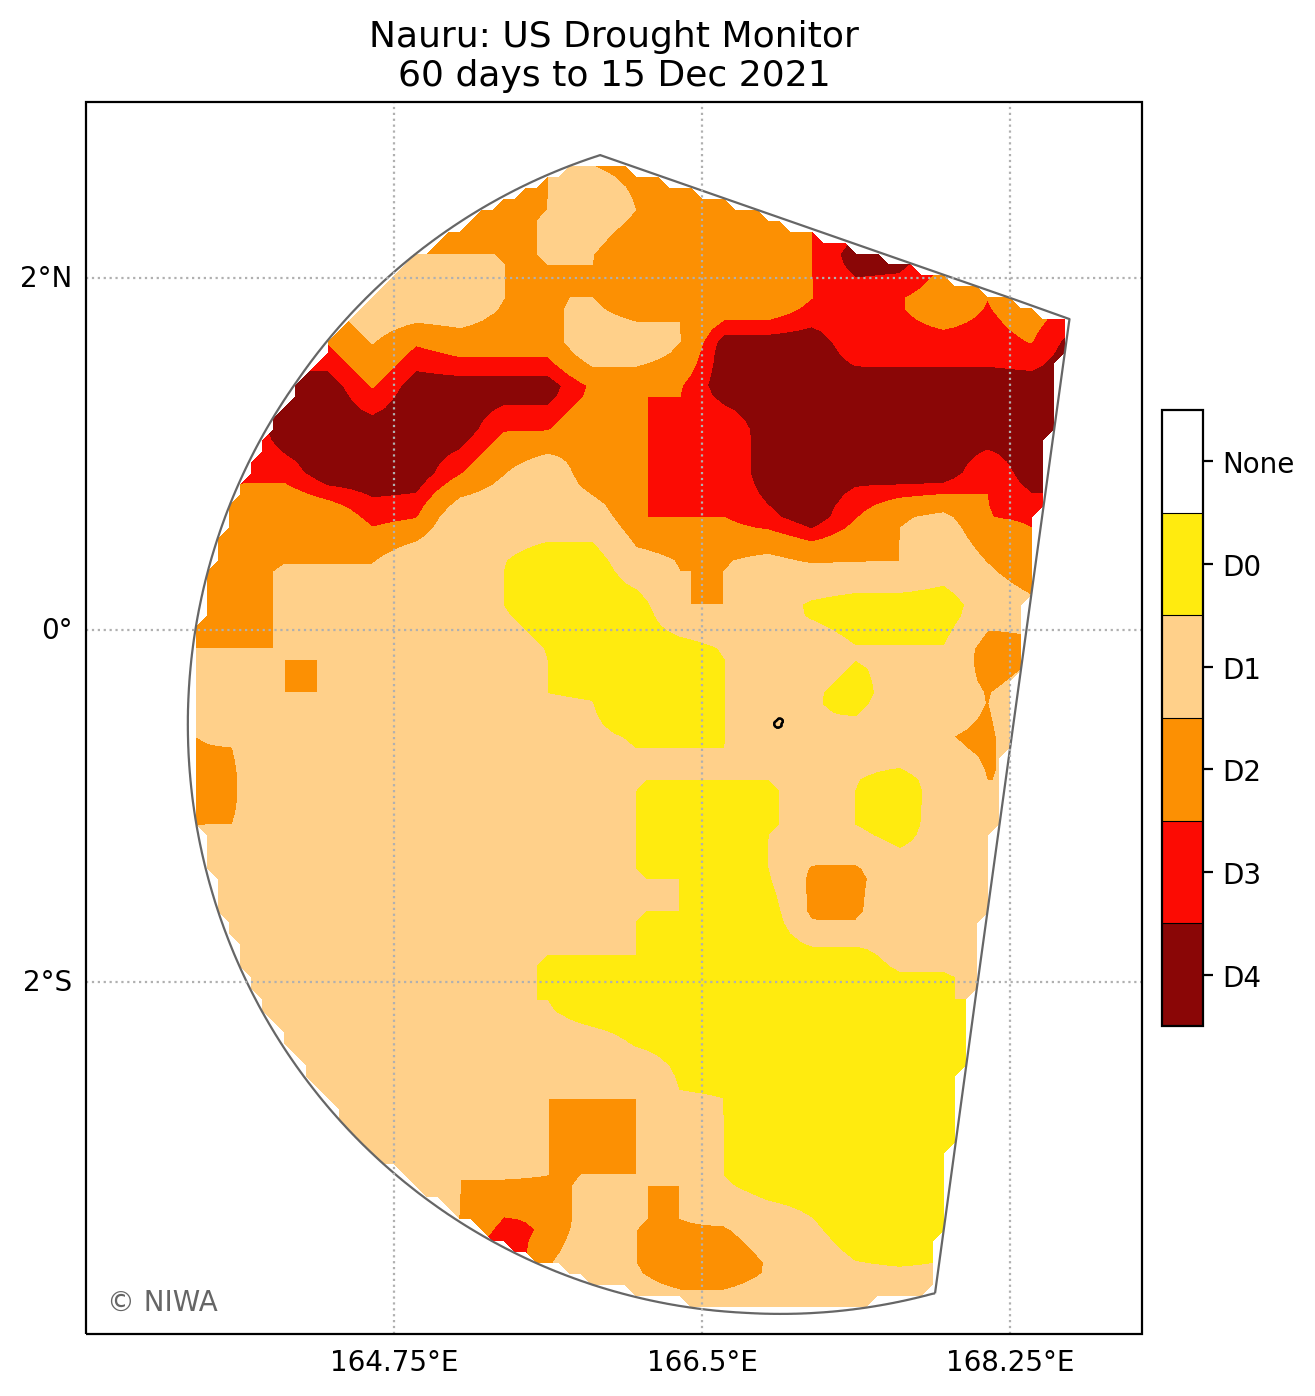 Nauru: US Drought Monitor
60 days to 15 Dec 2021
2°N
0°
2°S
164.75°E
166.5°E
168.25°E
None
D0
D1
D2
D3
D4
© NIWA